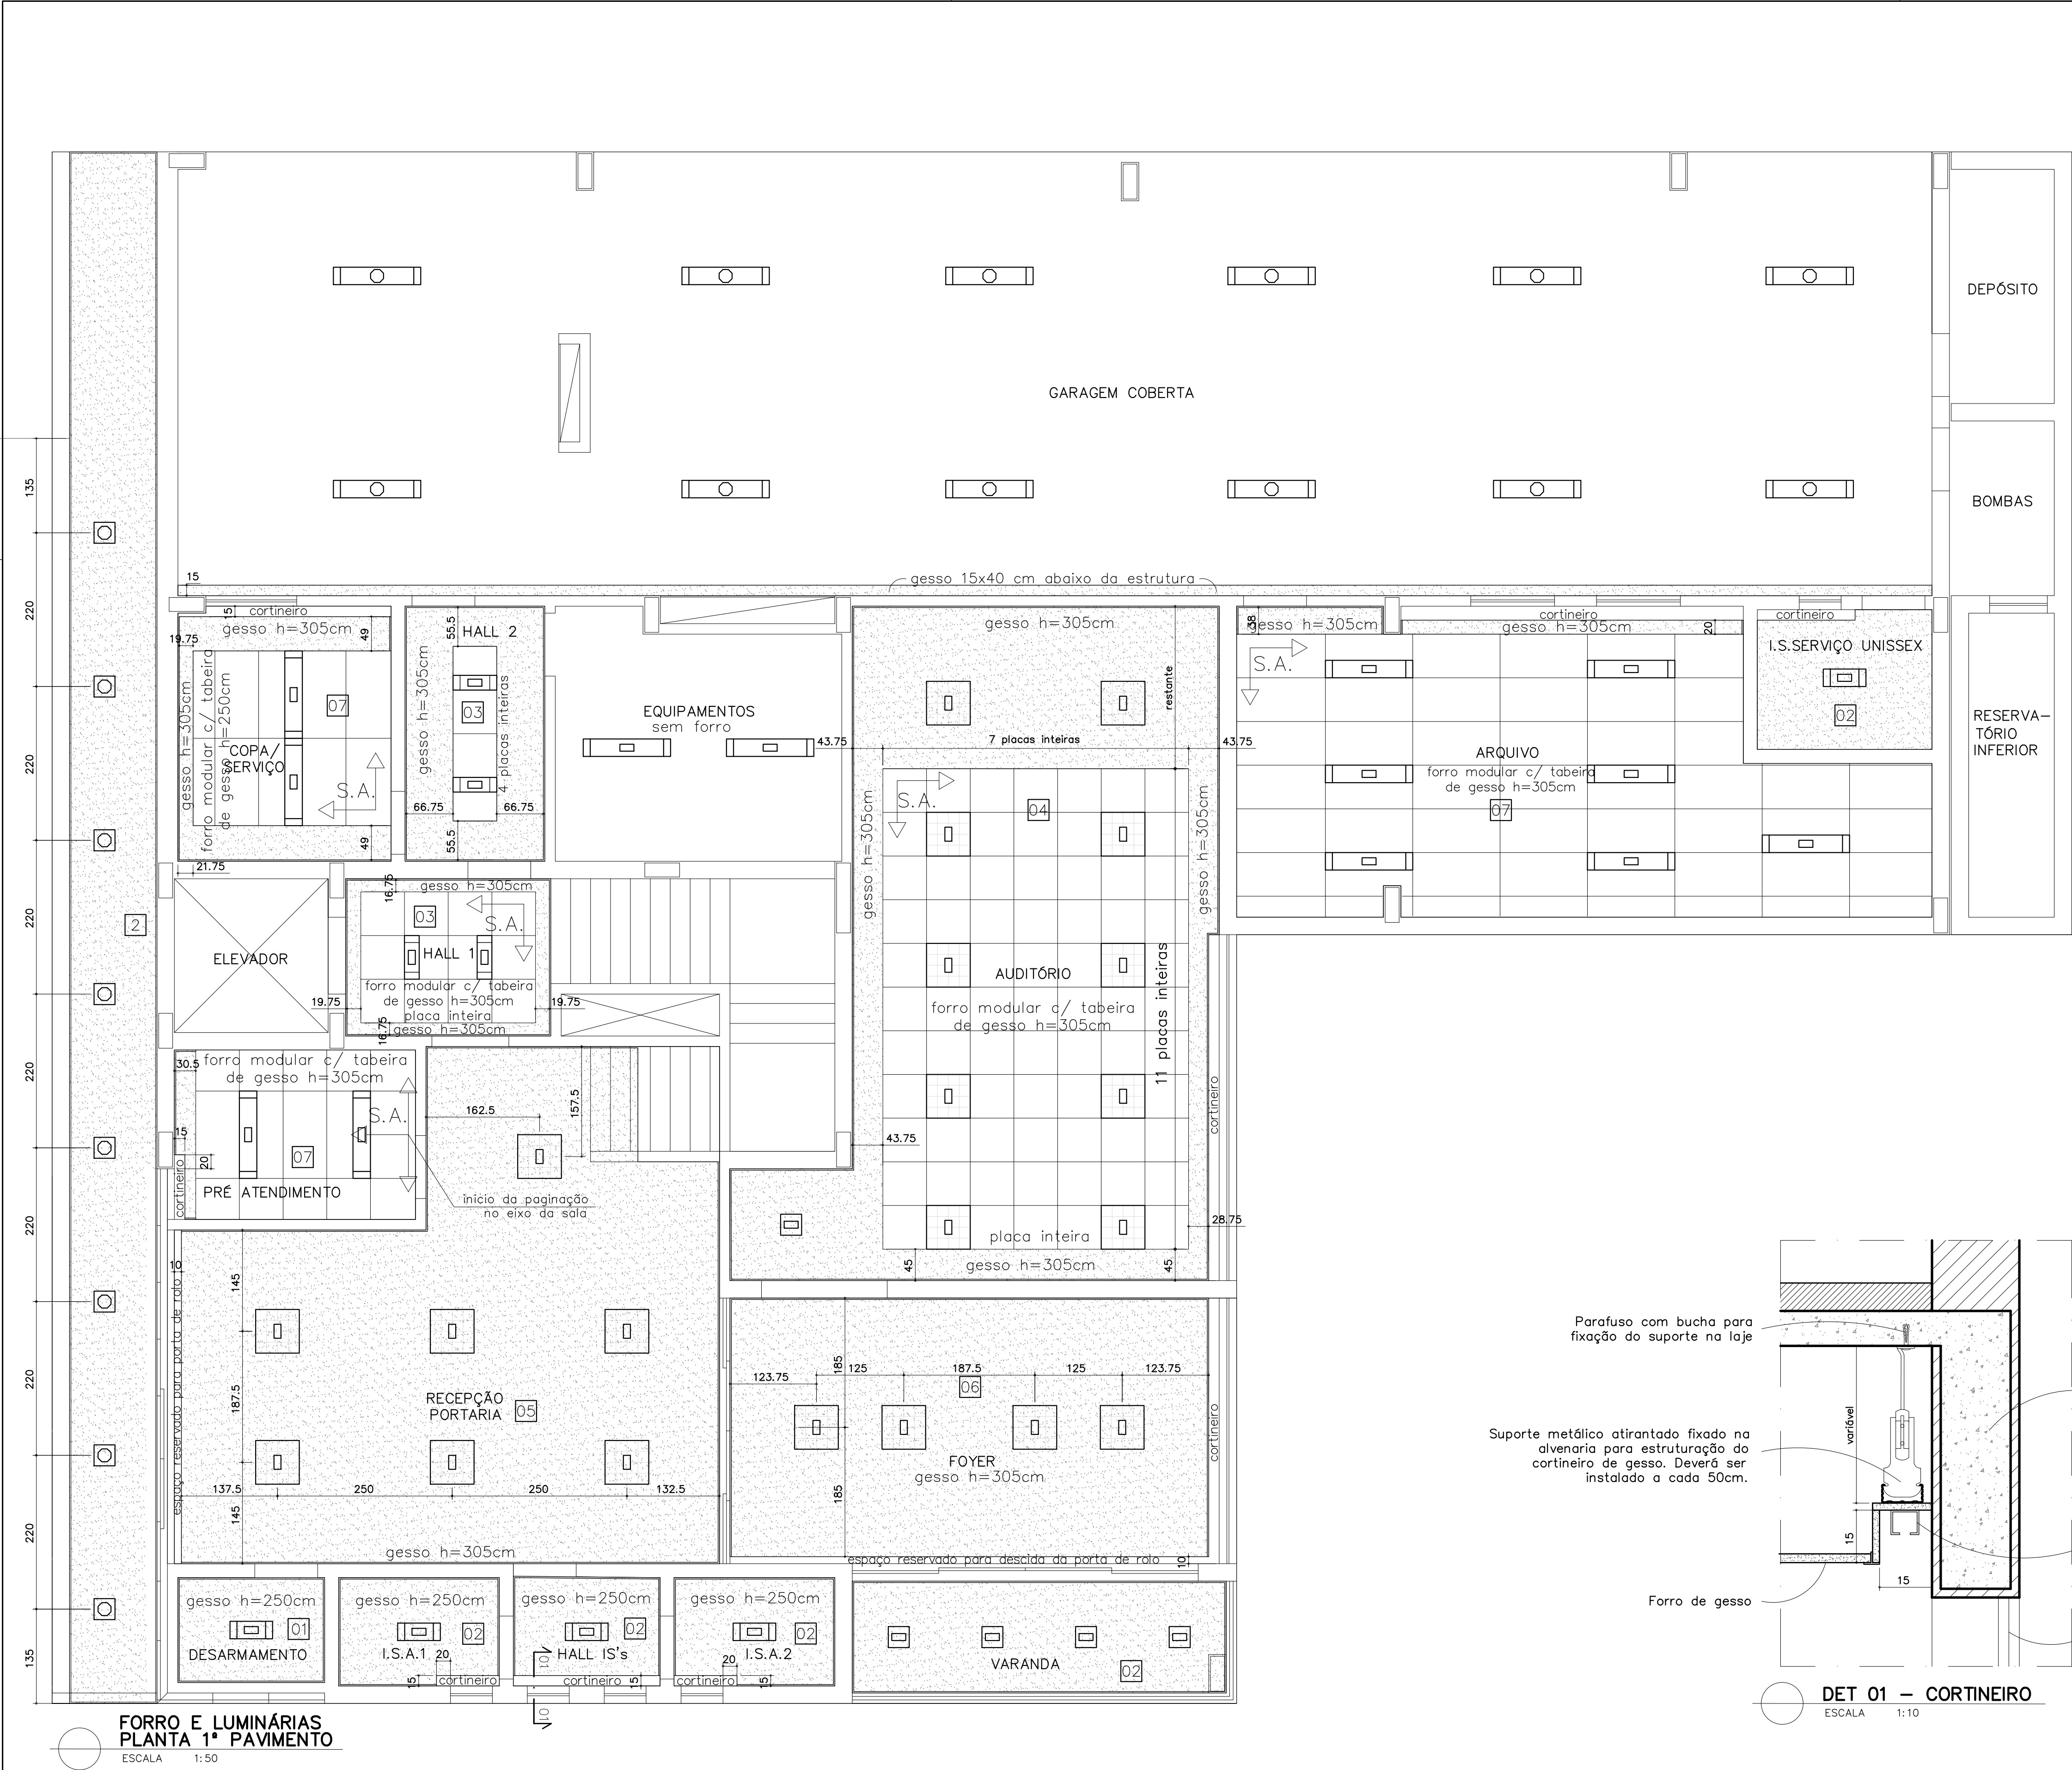 DEPÓSITO
GARAGEM COBERTA
BOMBAS
135
220
220
220
220
220
220
220
135
15
gesso 15x40 cm abaixo da estrutura
15
cortineiro
gesso h=305cm
49
19.75
gesso h=305cm
forro modular c/ tabeira
de gesso h=250cm
07
COPA/
SERVIÇO
S.A.
49
21.75
55.5
HALL 2
gesso h=305cm
03
4 placas inteiras
66.75
66.75
55.5
EQUIPAMENTOS
sem forro
43.75
gesso h=305cm
restante
7 placas inteiras
43.75
S.A.
04
gesso h=305cm
gesso h=305cm
AUDITÓRIO
forro modular c/ tabeira
de gesso h=305cm
11 placas inteiras
cortineiro
43.75
28.75
placa inteira
gesso h=305cm
45
45
38
gesso h=305cm
S.A.
cortineiro
gesso h=305cm
20
ARQUIVO
forro modular c/ tabeira
de gesso h=305cm
07
cortineiro
I.S.SERVIÇO UNISSEX
02
RESERVA-
TÓRIO
INFERIOR
2
ELEVADOR
16.75
gesso h=305cm
03
S.A.
HALL 1
forro modular c/ tabeira
de gesso h=305cm
placa inteira
gesso h=305cm
19.75
19.75
16.75
forro modular c/ tabeira
de gesso h=305cm
30.5
S.A.
15
20
07
cortineiro
PRÉ ATENDIMENTO
início da paginação
no eixo da sala
162.5
157.5
10
espaço reservado para porta de rolo
145
187.5
145
RECEPÇÃO
PORTARIA
05
137.5
250
250
132.5
gesso h=305cm
185
123.75
125
187.5
125
123.75
06
FOYER
gesso h=305cm
185
cortineiro
espaço reservado para descida da porta de rolo
10
gesso h=250cm
01
DESARMAMENTO
gesso h=250cm
02
I.S.A.1
20
15
cortineiro
gesso h=250cm
02
HALL IS's
01
cortineiro
15
01
gesso h=250cm
02
I.S.A.2
20
cortineiro
15
VARANDA
02
Parafuso com bucha para
fixação do suporte na laje
variável
Suporte metálico atirantado fixado na
alvenaria para estruturação do
cortineiro de gesso. Deverá ser
instalado a cada 50cm.
15
15
Forro de gesso
DET 01 – CORTINEIRO
ESCALA 1:10
FORRO E LUMINÁRIAS
PLANTA 1ª PAVIMENTO
ESCALA 1:50